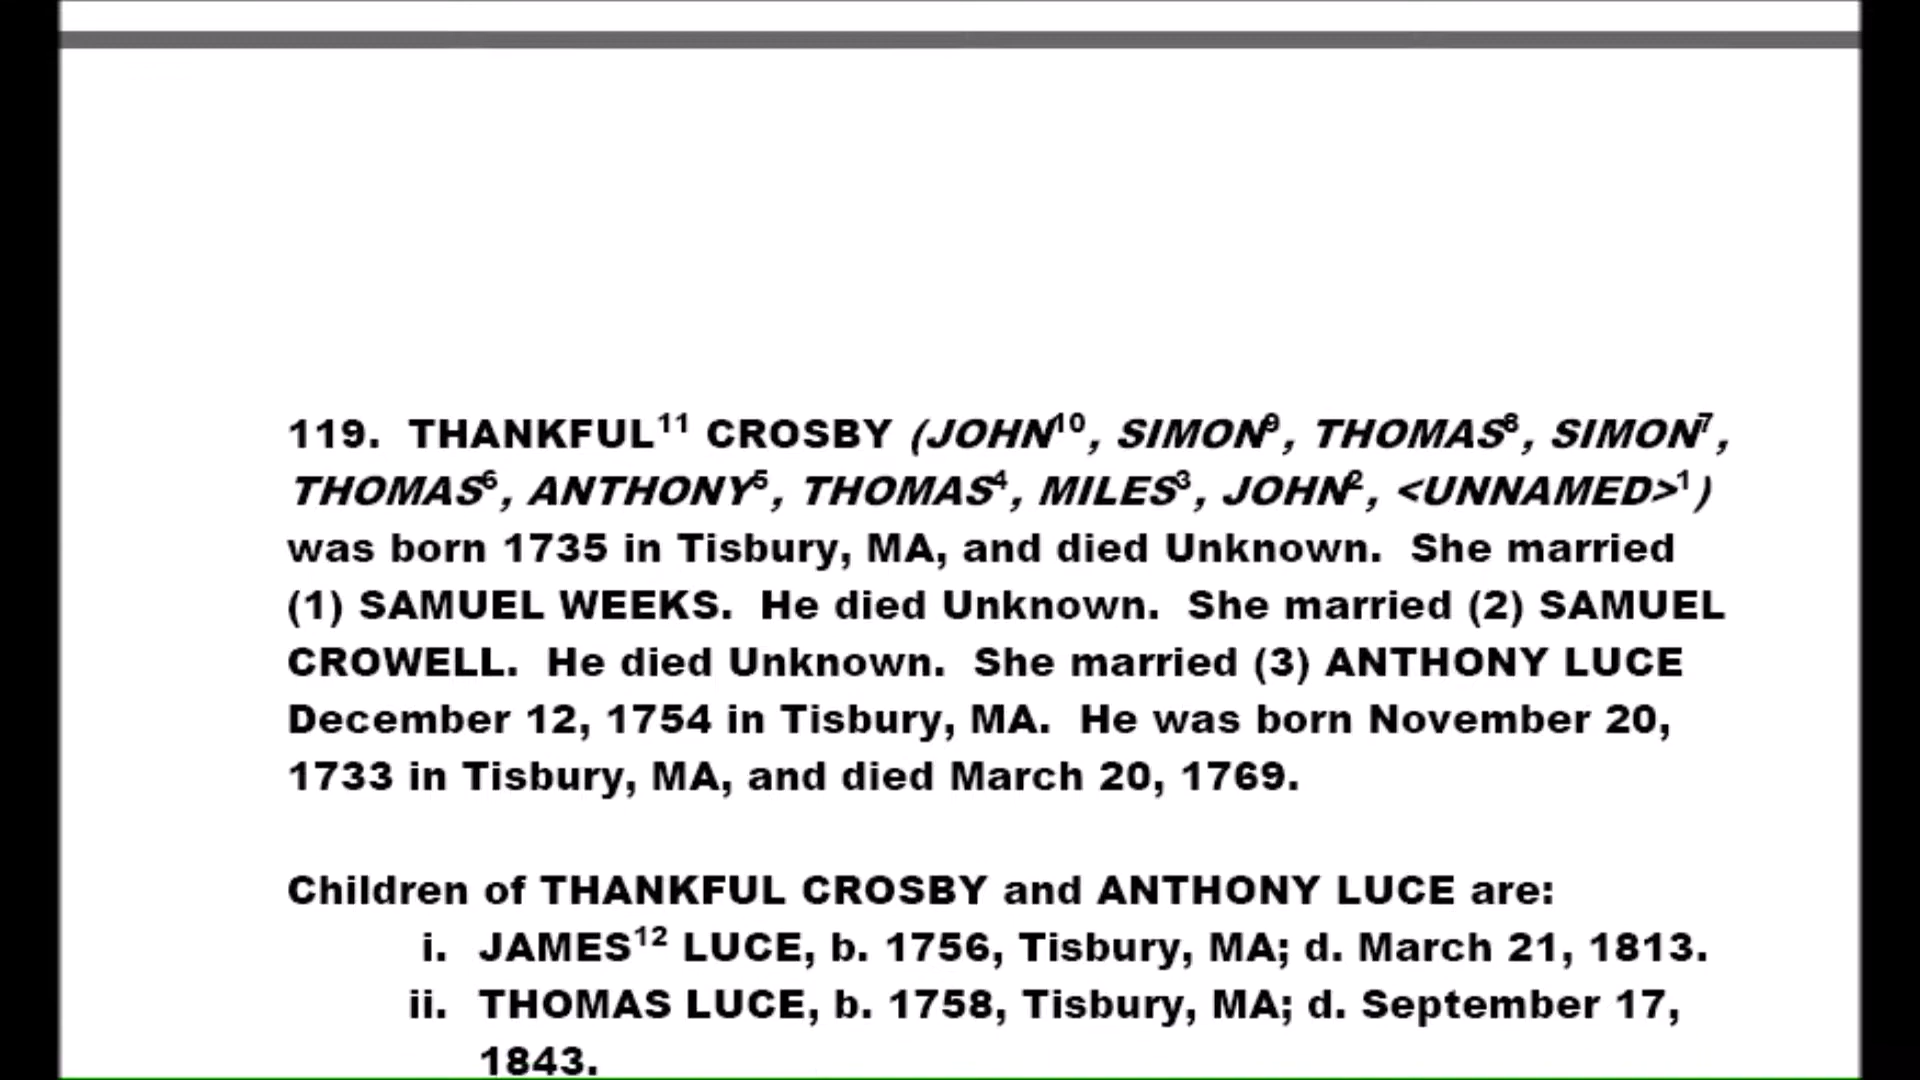 119. THANKFUL¹¹ CROSBY (JOHN¹⁰, SIMON⁹, THOMAS⁸, SIMON⁷,
THOMAS⁶, ANTHONY⁵, THOMAS⁴, MILES³, JOHN², <UNNAMED>¹)
was born 1735 in Tisbury, MA, and died Unknown. She married
(1) SAMUEL WEEKS. He died Unknown. She married (2) SAMUEL
CROWELL. He died Unknown. She married (3) ANTHONY LUCE
December 12, 1754 in Tisbury, MA. He was born November 20,
1733 in Tisbury, MA, and died March 20, 1769.
Children of THANKFUL CROSBY and ANTHONY LUCE are:
i. JAMES¹² LUCE, b. 1756, Tisbury, MA; d. March 21, 1813.
ii. THOMAS LUCE, b. 1758, Tisbury, MA; d. September 17,
1843.